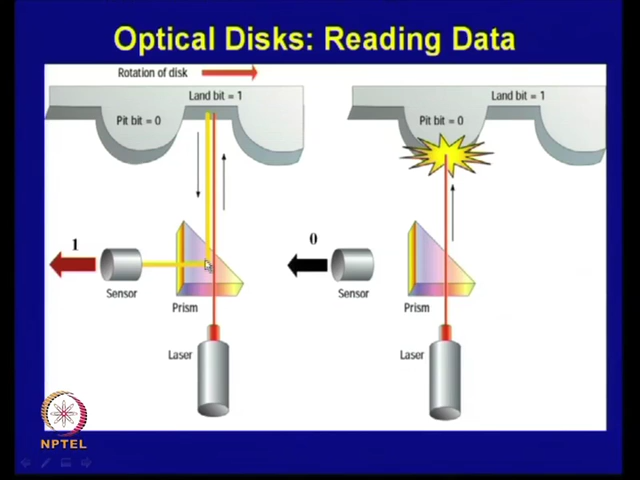 Optical Disks: Reading Data
Rotation of disk
Land bit = 1
Pit bit = 0
1
Sensor
Prism
Laser
Land bit = 1
Pit bit = 0
0
Sensor
Prism
Laser
NPTEL